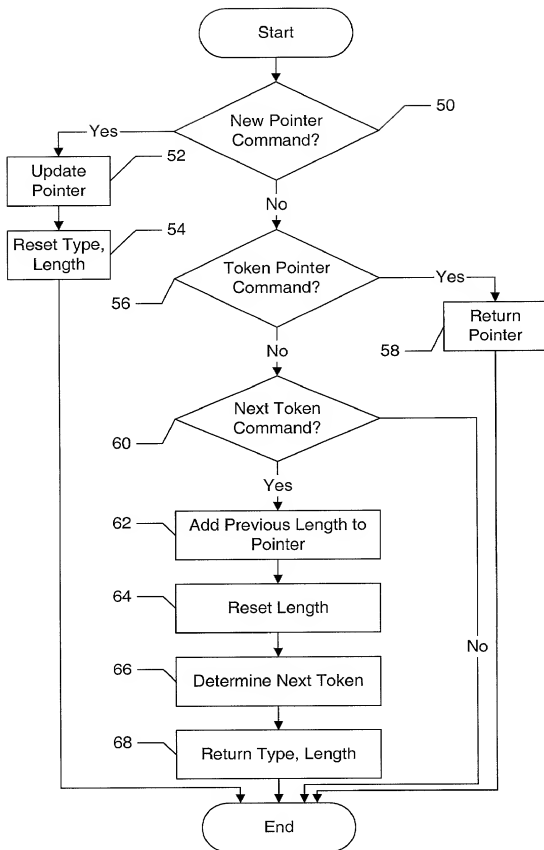 Start
New Pointer
Command?
50
Yes
Update
Pointer
52
No
Reset Type,
Length
54
Token Pointer
Command?
56
Yes
Return
Pointer
58
No
Next Token
Command?
60
Yes
Add Previous Length to
Pointer
62
Reset Length
64
No
Determine Next Token
66
Return Type, Length
68
End